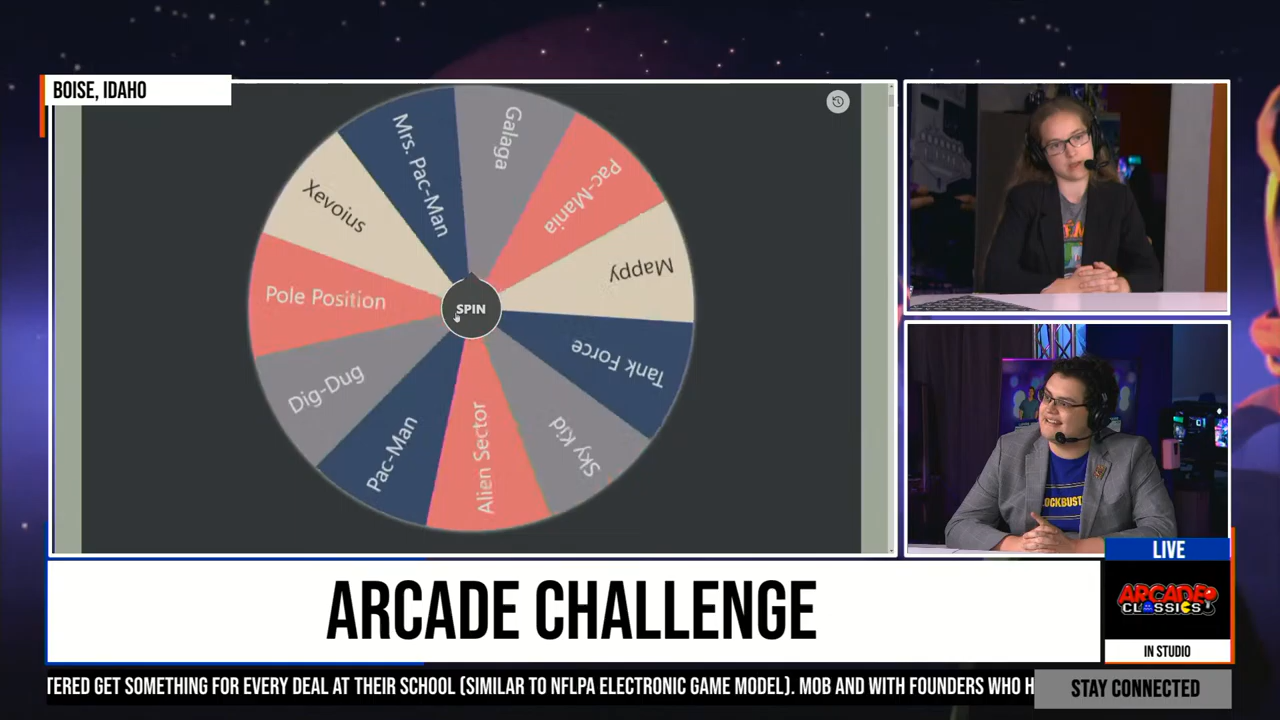 BOISE, IDAHO
Galaga
Mrs. Pac-Man
Pac-Mania
Xevoius
Mappy
Pole Position
SPIN
Tank Force
Dig-Dug
Pac-Man
Alien Sector
Sky Kid
LOCKBUST
LIVE
ARCADE CHALLENGE
ARCADE
CLASSICS
IN STUDIO
TERED GET SOMETHING FOR EVERY DEAL AT THEIR SCHOOL (SIMILAR TO NFLPA ELECTRONIC GAME MODEL). MOB AND WITH FOUNDERS WHO H
STAY CONNECTED